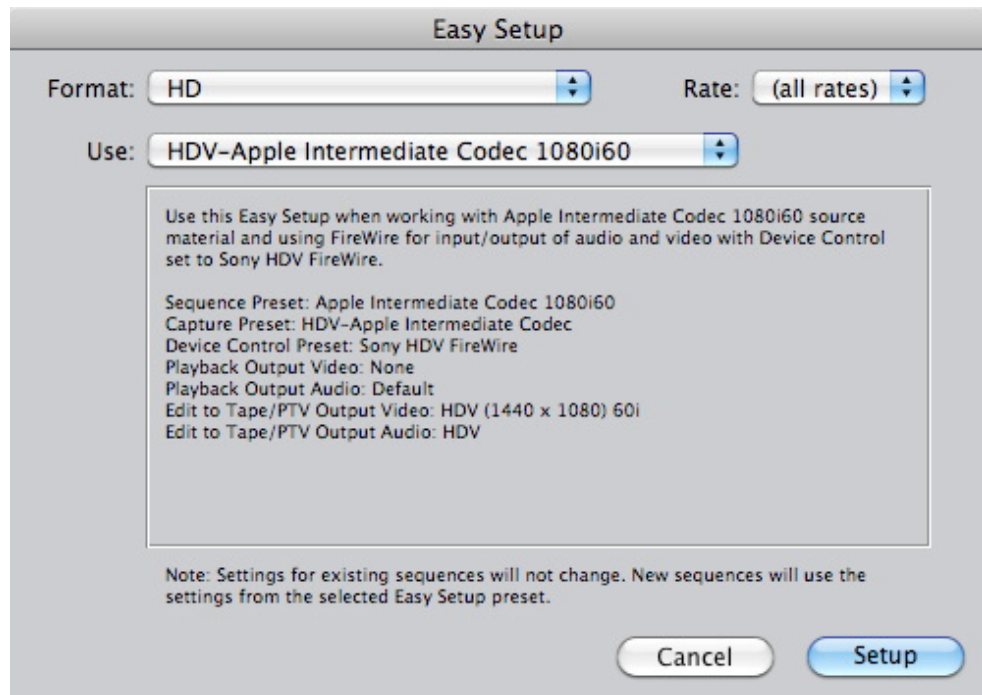 Easy Setup
Format: HD Rate: (all rates)
Use: HDV-Apple Intermediate Codec 1080i60
Use this Easy Setup when working with Apple Intermediate Codec 1080i60 source
material and using FireWire for input/output of audio and video with Device Control
set to Sony HDV FireWire.
Sequence Preset: Apple Intermediate Codec 1080i60
Capture Preset: HDV-Apple Intermediate Codec
Device Control Preset: Sony HDV FireWire
Playback Output Video: None
Playback Output Audio: Default
Edit to Tape/PTV Output Video: HDV (1440 x 1080) 60i
Edit to Tape/PTV Output Audio: HDV
Note: Settings for existing sequences will not change. New sequences will use the
settings from the selected Easy Setup preset.
Cancel Setup